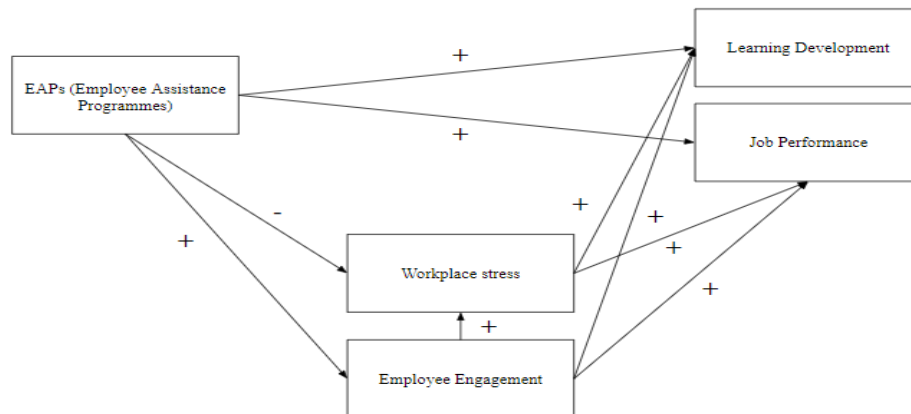 Learning Development
+
EAPs (Employee Assistance
Programmes)
+
Job Performance
-
+
+
+
+
Workplace stress
+
+
Employee Engagement